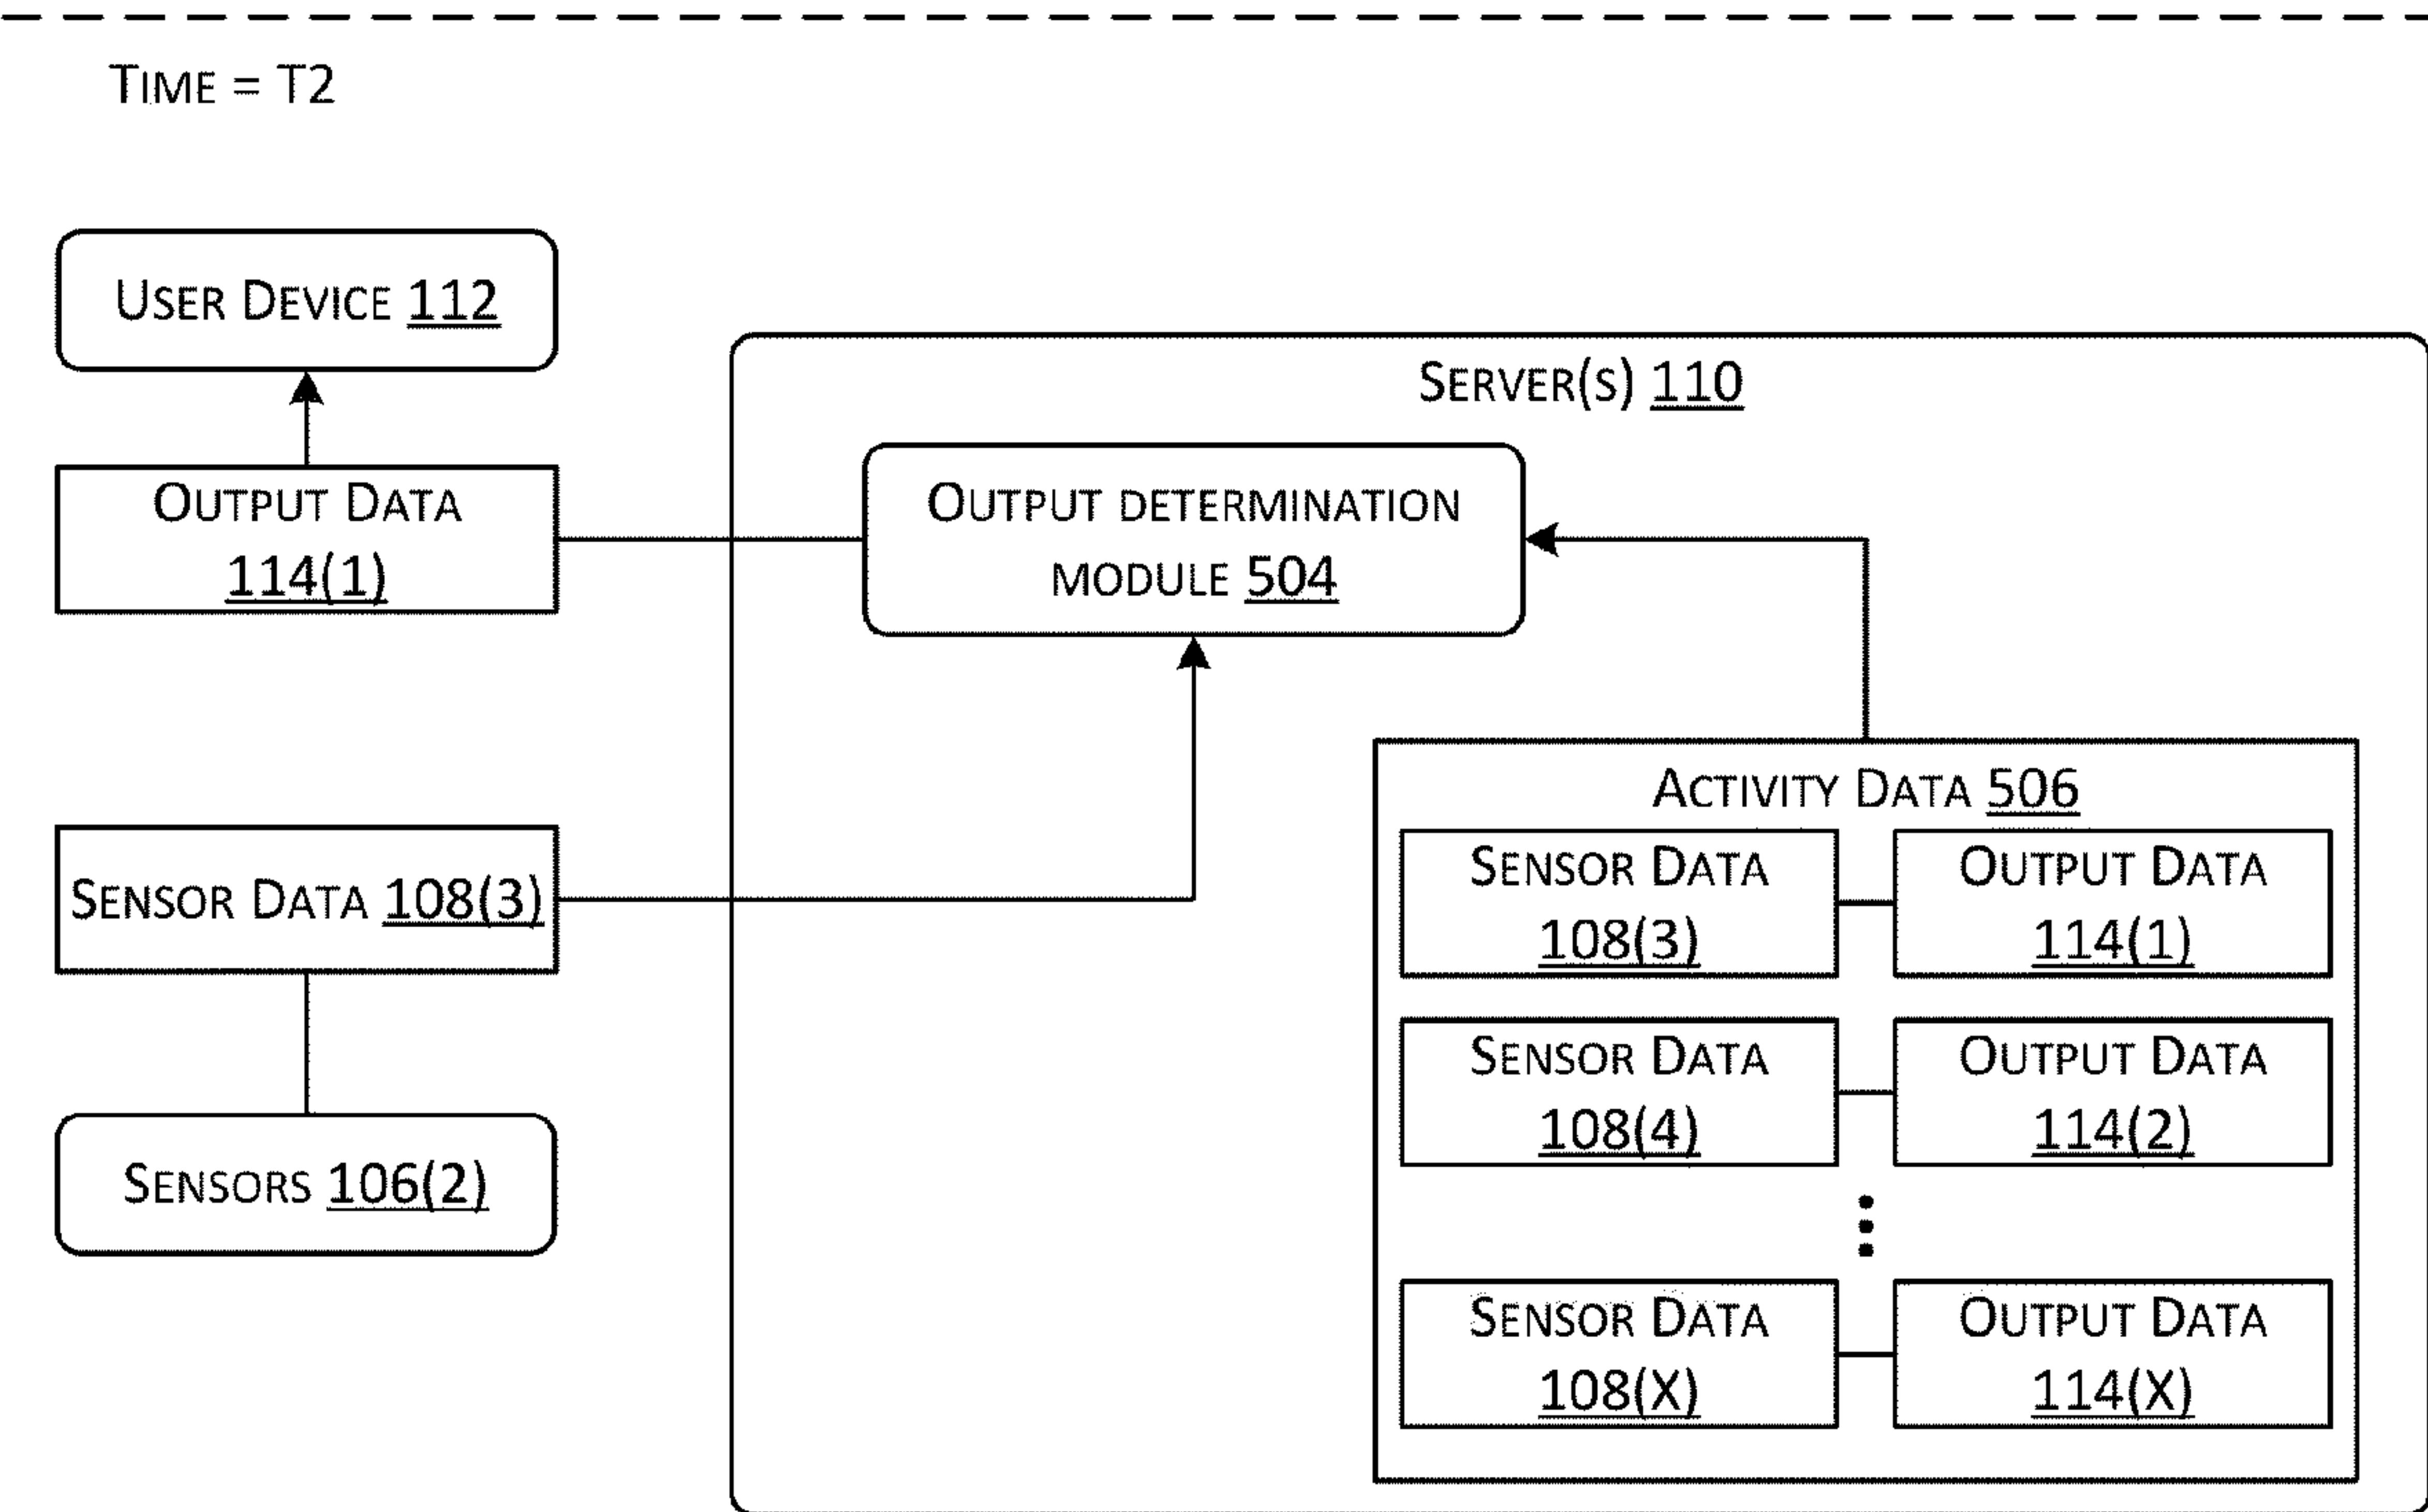 TIME = T2
USER DEVICE 112
SERVER(S) 110
OUTPUT DATA
114(1)
OUTPUT DETERMINATION
MODULE 504
SENSOR DATA 108(3)
SENSORS 106(2)
ACTIVITY DATA 506
SENSOR DATA
108(3)
OUTPUT DATA
114(1)
SENSOR DATA
108(4)
OUTPUT DATA
114(2)
SENSOR DATA
108(X)
OUTPUT DATA
114(X)